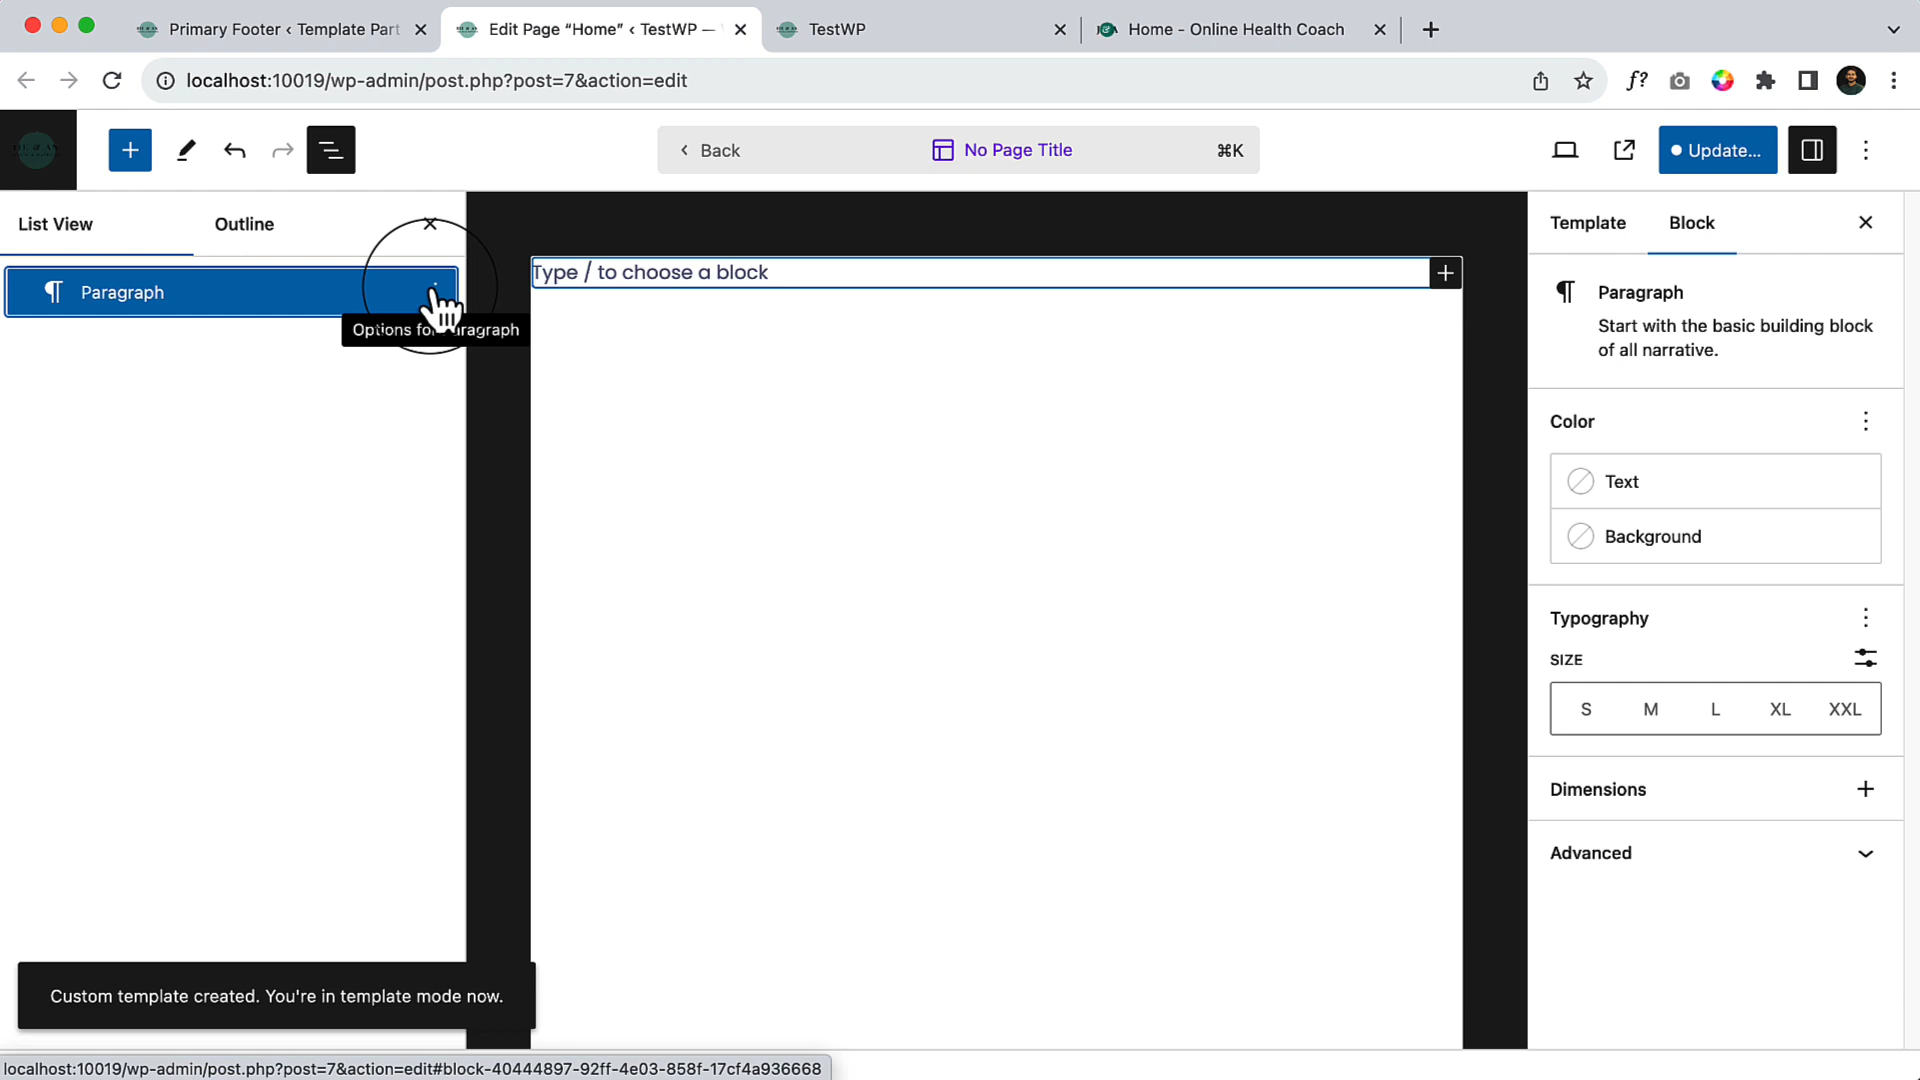 Primary Footer ‹ Template Part
Edit Page “Home” ‹ TestWP —
TestWP
Home - Online Health Coach
localhost:10019/wp-admin/post.php?post=7&action=edit
f?
Back
No Page Title
⌘K
Update...
List View
Outline
Template
Block
Paragraph
Options for Paragraph
Type / to choose a block
Paragraph
Start with the basic building block
of all narrative.
Color
Text
Background
Typography
SIZE
S M L XL XXL
Dimensions
Advanced
Custom template created. You're in template mode now.
localhost:10019/wp-admin/post.php?post=7&action=edit#block-40444897-92ff-4e03-858f-17cf4a936668